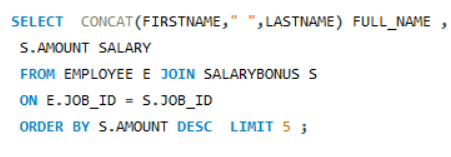 SELECT CONCAT(FIRSTNAME," ",LASTNAME) FULL_NAME ,
S.AMOUNT SALARY
FROM EMPLOYEE E JOIN SALARYBONUS S
ON E.JOB_ID = S.JOB_ID
ORDER BY S.AMOUNT DESC LIMIT 5 ;